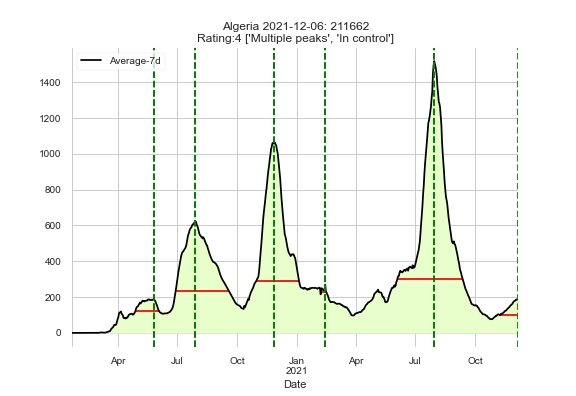 Algeria 2021-12-06: 211662
Rating:4 ['Multiple peaks', 'In control']
Average-7d
1400
1200
1000
800
600
400
200
0
Apr Jul Oct Jan Apr Jul Oct
2021
Date